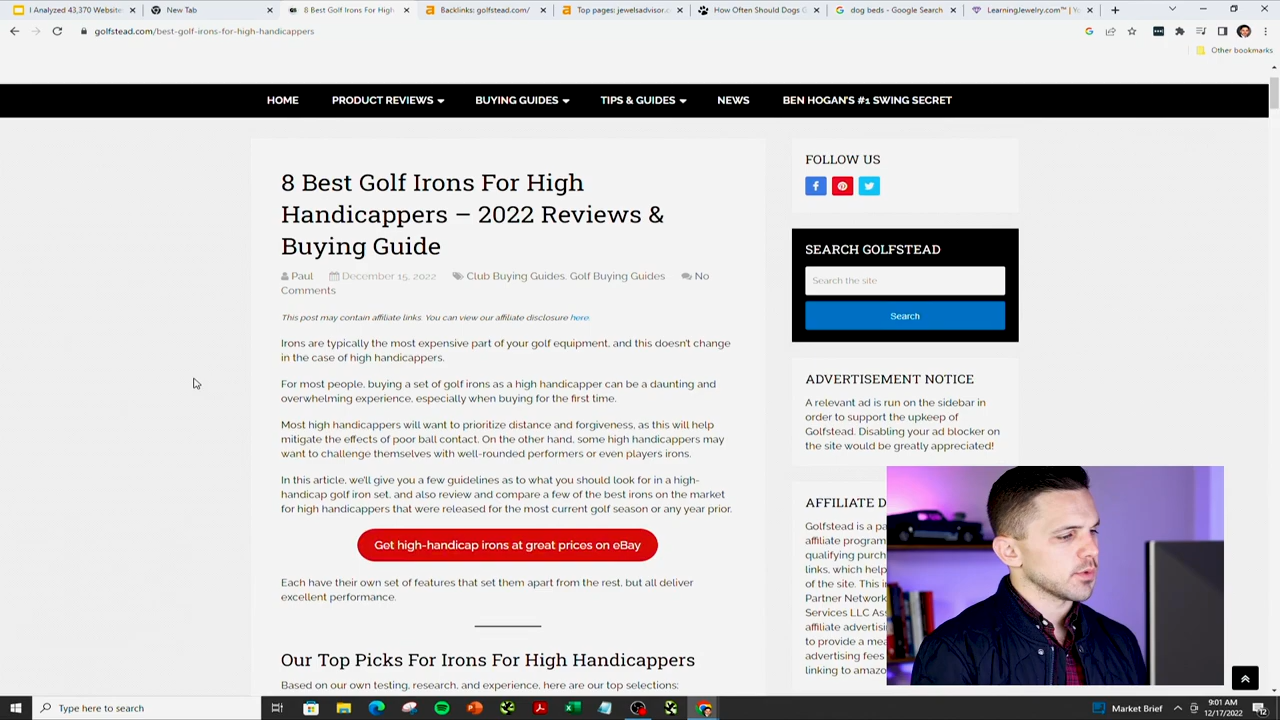 I Analyzed 43,370 Website
New Tab
8 Best Golf Irons For High
Backlinks: golfstead.com/
Top pages: jewelsadvisor.c
How Often Should Dogs G
dog beds - Google Search
LearningJewelry.com™ | Yo
golfstead.com/best-golf-irons-for-high-handicappers
Other bookmarks
HOME
PRODUCT REVIEWS
BUYING GUIDES
TIPS & GUIDES
NEWS
BEN HOGAN'S #1 SWING SECRET
8 Best Golf Irons For High
Handicappers – 2022 Reviews &
Buying Guide
Paul December 15, 2022 Club Buying Guides, Golf Buying Guides No
Comments
This post may contain affiliate links. You can view our affiliate disclosure here.
Irons are typically the most expensive part of your golf equipment, and this doesn't change
in the case of high handicappers.
For most people, buying a set of golf irons as a high handicapper can be a daunting and
overwhelming experience, especially when buying for the first time.
Most high handicappers will want to prioritize distance and forgiveness, as this will help
mitigate the effects of poor ball contact. On the other hand, some high handicappers may
want to challenge themselves with well-rounded performers or even players irons.
In this article, we'll give you a few guidelines as to what you should look for in a high-
handicap golf iron set, and also review and compare a few of the best irons on the market
for high handicappers that were released for the most current golf season or any year prior.
Get high-handicap irons at great prices on eBay
Each have their own set of features that set them apart from the rest, but all deliver
excellent performance.
Our Top Picks For Irons For High Handicappers
Based on our own testing, research, and experience, here are our top selections:
FOLLOW US
SEARCH GOLFSTEAD
Search the site
Search
ADVERTISEMENT NOTICE
A relevant ad is run on the sidebar in
order to support the upkeep of
Golfstead. Disabling your ad blocker on
the site would be greatly appreciated!
AFFILIATE D
Golfstead is a pa
affiliate program
qualifying purch
links, which help
of the site. This in
Partner Network
Services LLC Ass
affiliate advertisi
to provide a mea
advertising fees
linking to amazo
Type here to search
Market Brief
9:01 AM
12/17/2022